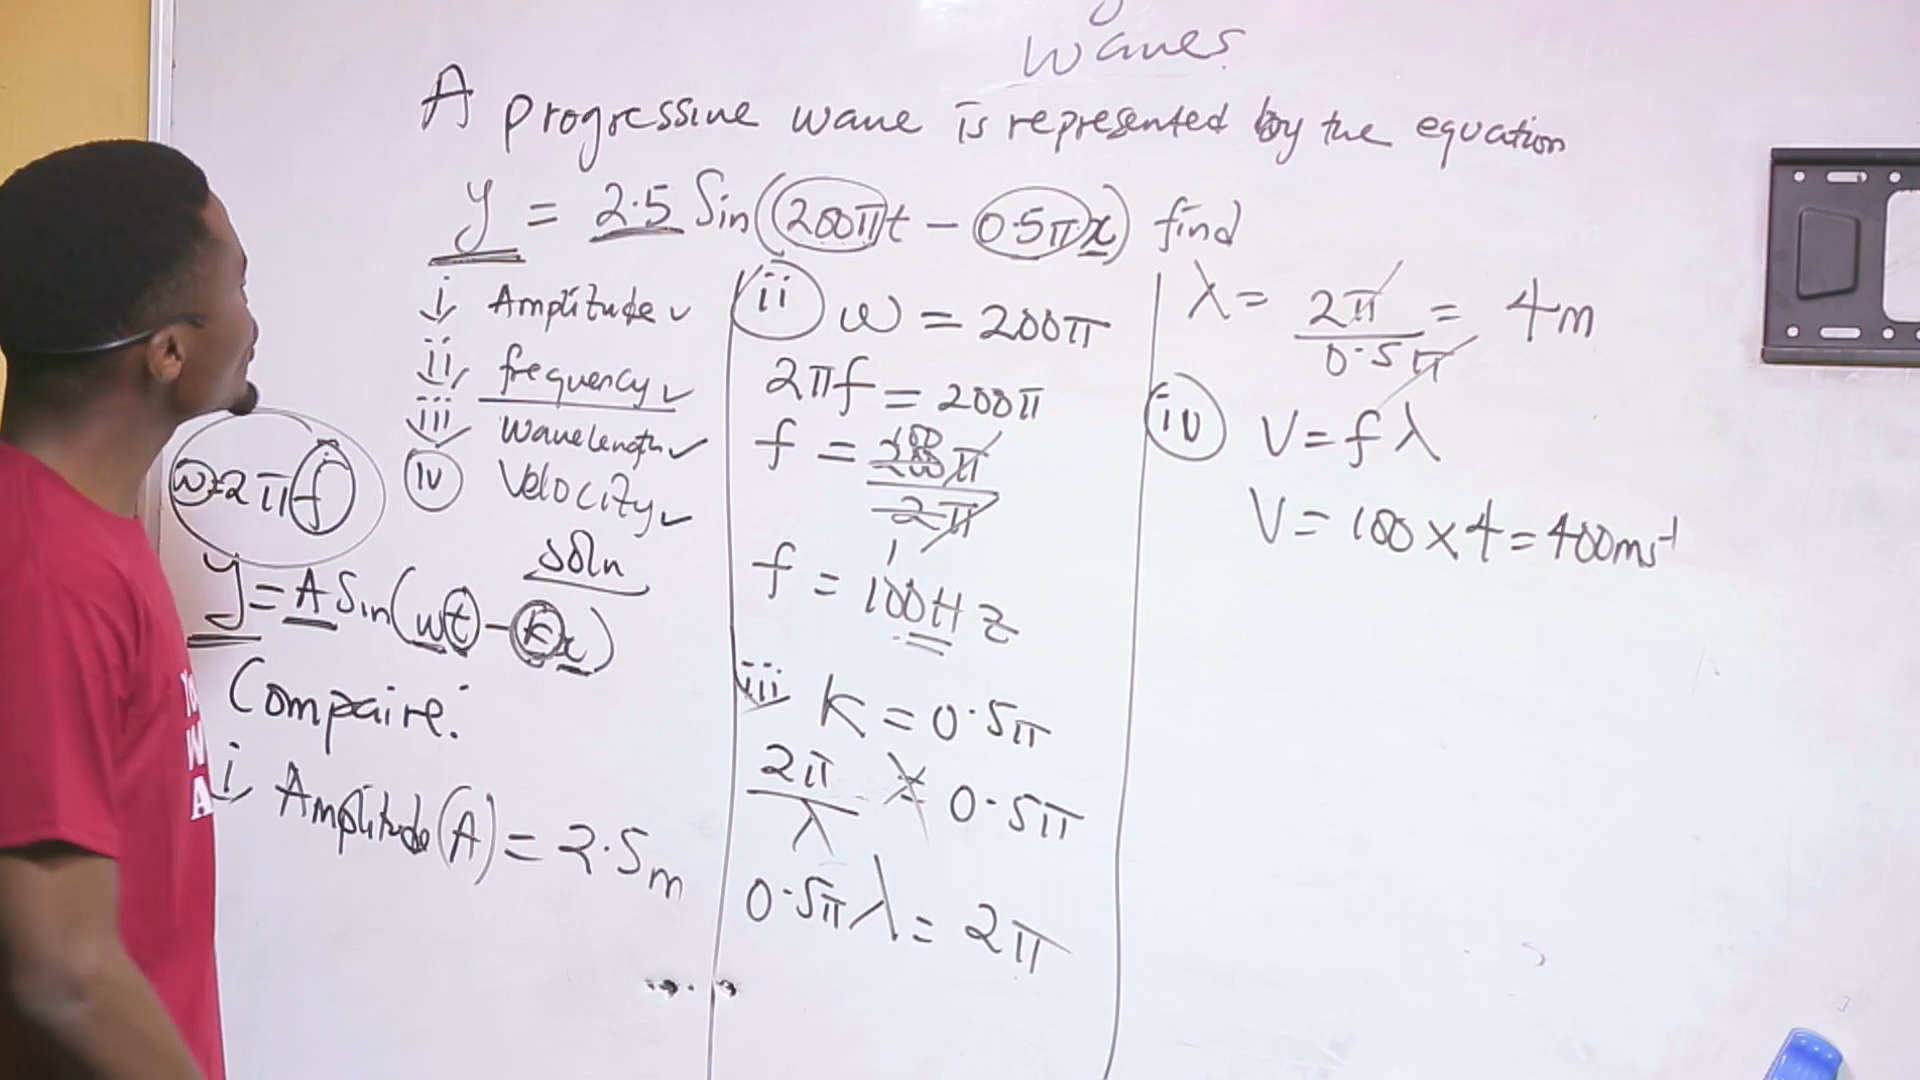 waves.
A progressive wave is represented by the equation
y = 2.5 Sin(200πt – 0.5πx) find
i, Amplitude ✓
ii, frequency ✓
iii, wavelength ✓
iv Velocity ✓
soln
ω=2πf
y = A Sin(ωt – Kx)
Compaire:
i, Amplitude(A) = 2.5m
ii ω = 200π
2πf = 200π
f = 200π
2π
f = 100Hz
iii K = 0.5π
2π = 0.5π
λ
0.5πλ = 2π
λ = 2π = 4m
0.5π
iv V = fλ
V = 100 x 4 = 400ms⁻¹
YO
W
A